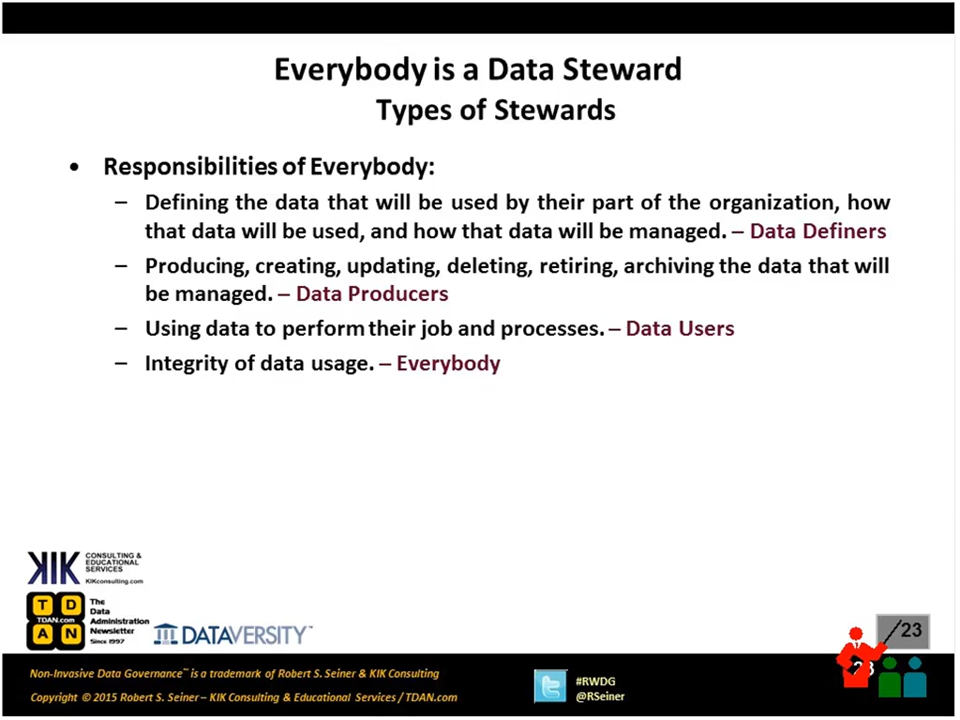 Everybody is a Data Steward
Types of Stewards
• Responsibilities of Everybody:
– Defining the data that will be used by their part of the organization, how
that data will be used, and how that data will be managed. – Data Definers
– Producing, creating, updating, deleting, retiring, archiving the data that will
be managed. – Data Producers
– Using data to perform their job and processes. – Data Users
– Integrity of data usage. – Everybody
KIK
CONSULTING &
EDUCATIONAL
SERVICES
KIKconsulting.com
T D
TDAN.com
A N
The
Data
Administration
Newsletter
Since 1997
DATAVERSITY™
/23
Non-Invasive Data Governance™ is a trademark of Robert S. Seiner & KIK Consulting
Copyright © 2015 Robert S. Seiner – KIK Consulting & Educational Services / TDAN.com
#RWDG
@RSeiner